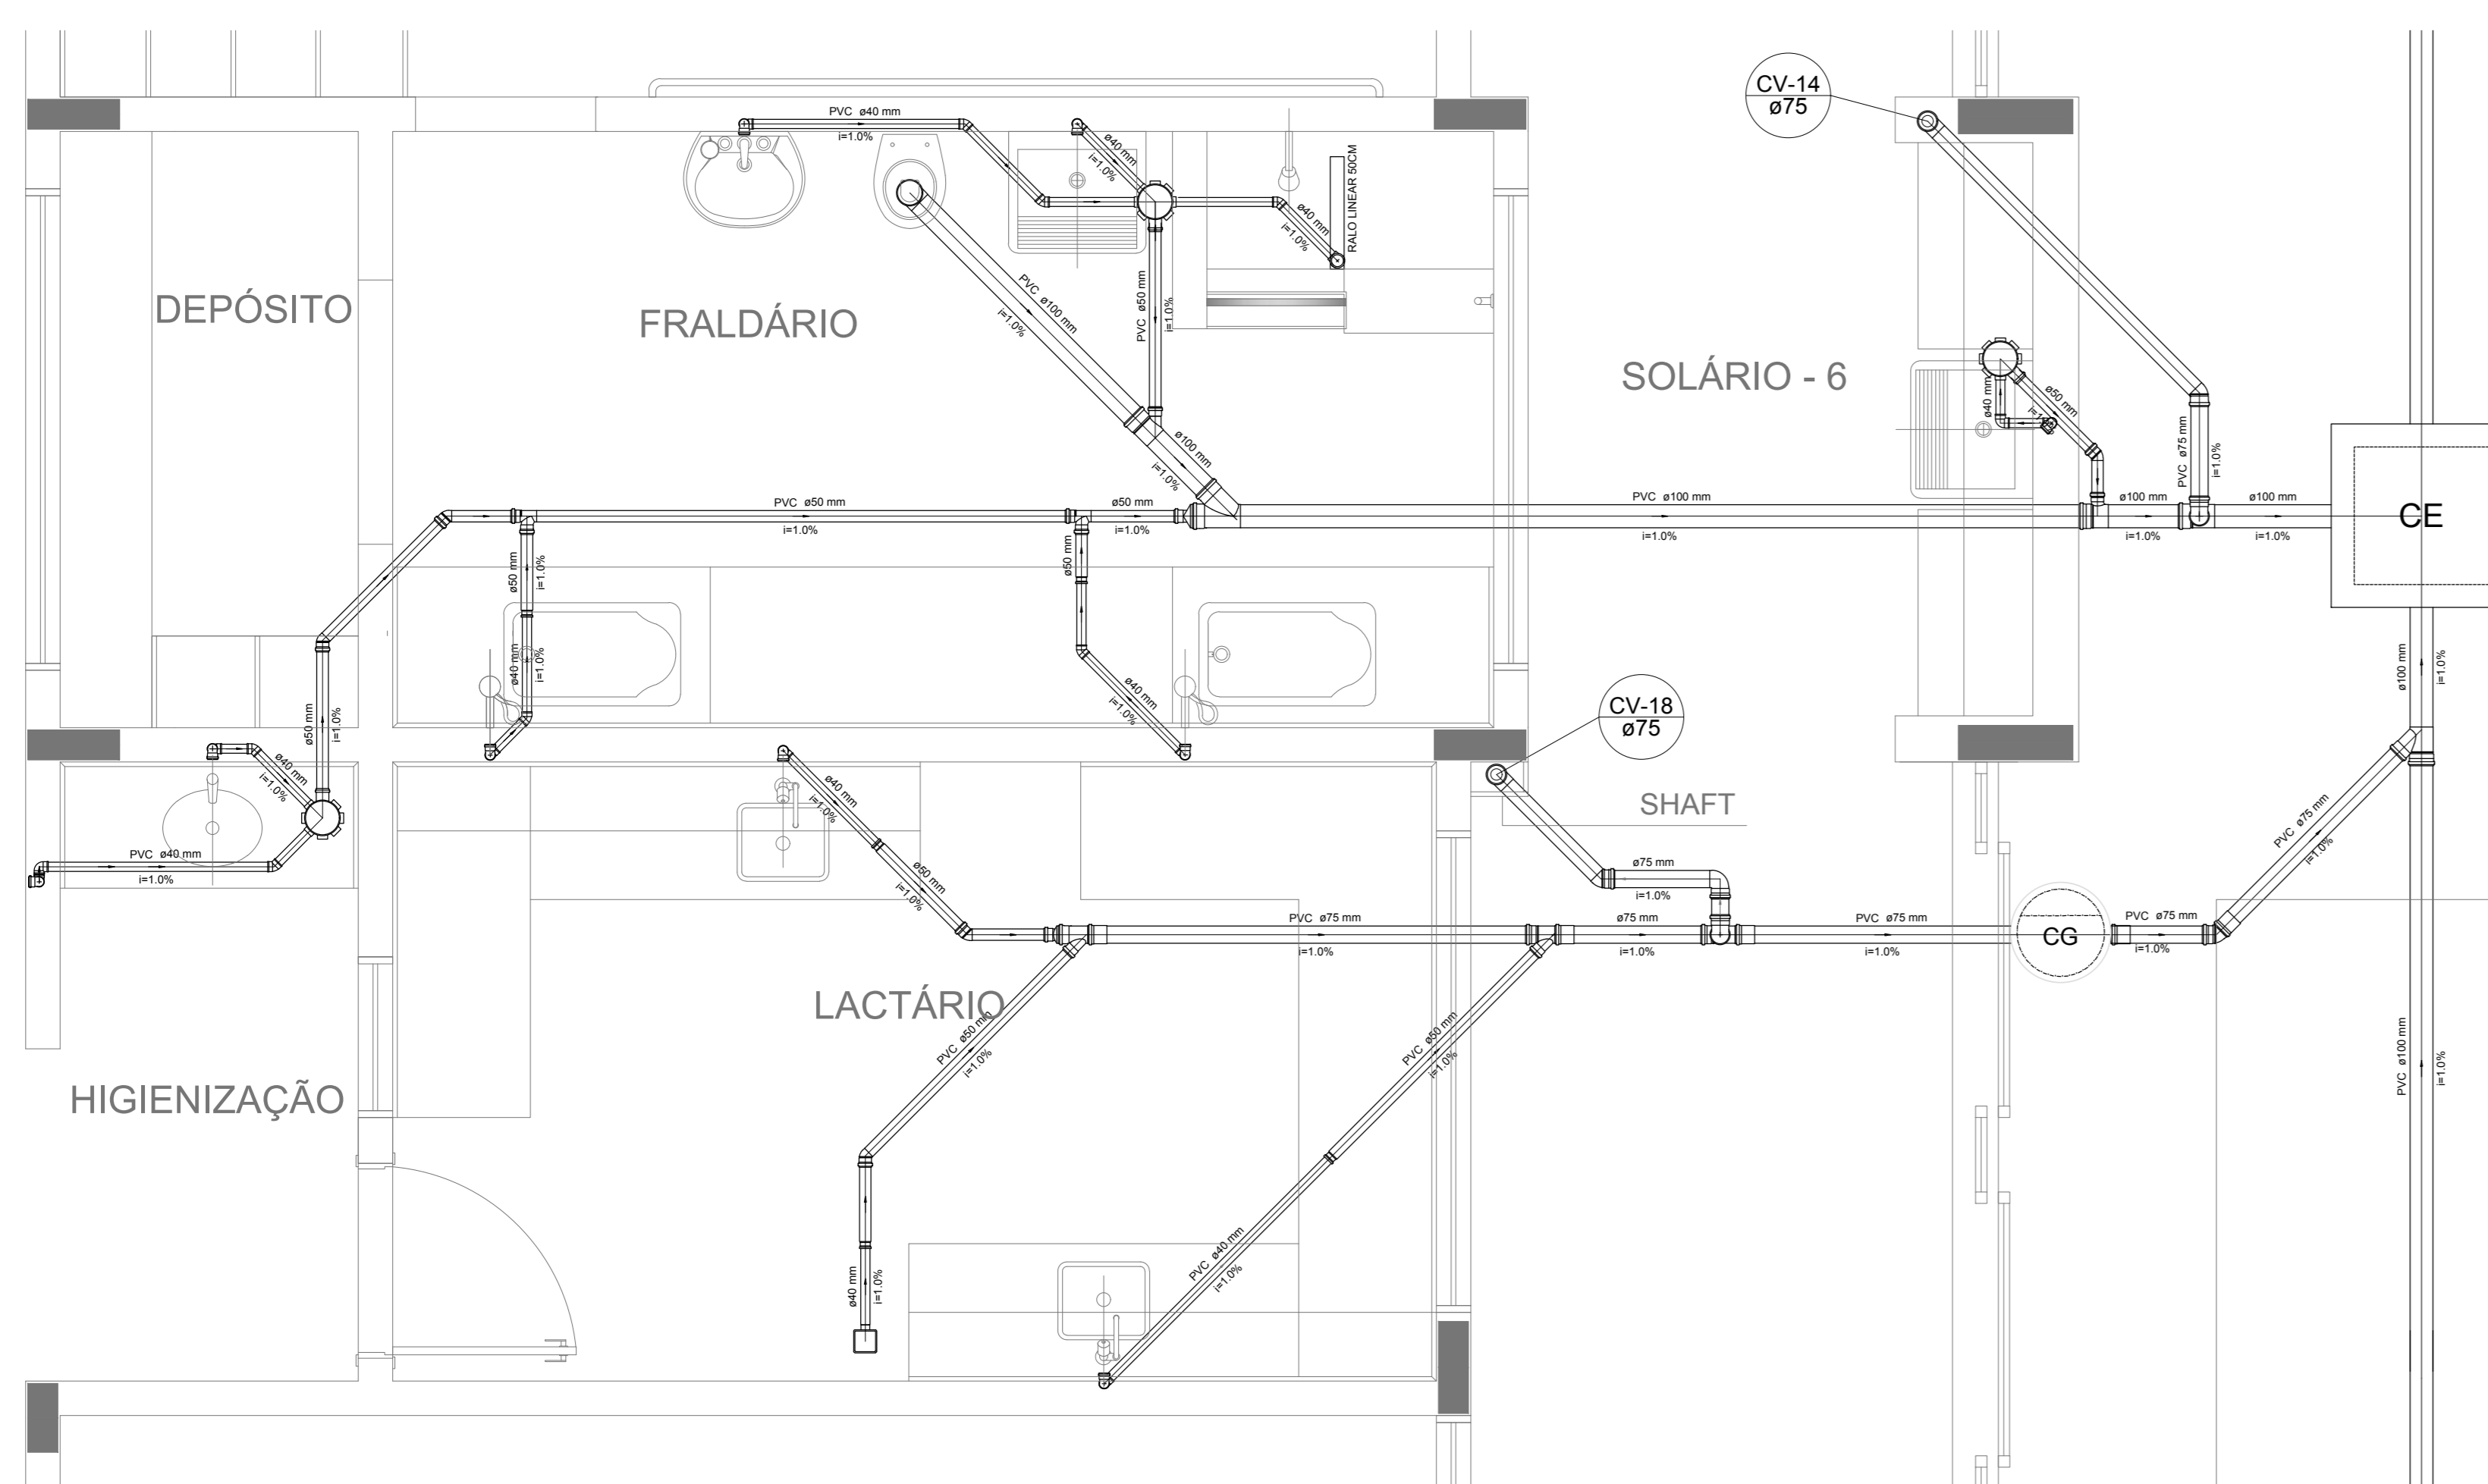 CV-14
ø75
PVC ø40 mm
i=1.0%
ø40 mm
i=1.0%
ø40 mm
i=1.0%
RALO LINEAR 50CM
DEPÓSITO
FRALDÁRIO
PVC ø100 mm
i=1.0%
PVC ø50 mm
i=1.0%
SOLÁRIO - 6
ø40 mm
ø50 mm
PVC ø75 mm
i=1.0%
ø100 mm
i=1.0%
PVC ø50 mm
i=1.0%
ø50 mm
i=1.0%
PVC ø100 mm
i=1.0%
ø100 mm
i=1.0%
ø100 mm
i=1.0%
CE
ø50 mm
i=1.0%
ø50 mm
ø40 mm
i=1.0%
ø40 mm
i=1.0%
ø100 mm
i=1.0%
CV-18
ø75
ø50 mm
i=1.0%
ø40 mm
i=1.0%
ø40 mm
i=1.0%
SHAFT
PVC ø75 mm
i=1.0%
PVC ø40 mm
i=1.0%
ø50 mm
i=1.0%
ø75 mm
i=1.0%
PVC ø75 mm
i=1.0%
ø75 mm
i=1.0%
PVC ø75 mm
i=1.0%
CG
PVC ø75 mm
i=1.0%
LACTÁRIO
PVC ø50 mm
i=1.0%
PVC ø50 mm
i=1.0%
PVC ø100 mm
i=1.0%
HIGIENIZAÇÃO
PVC ø40 mm
i=1.0%
ø40 mm
i=1.0%